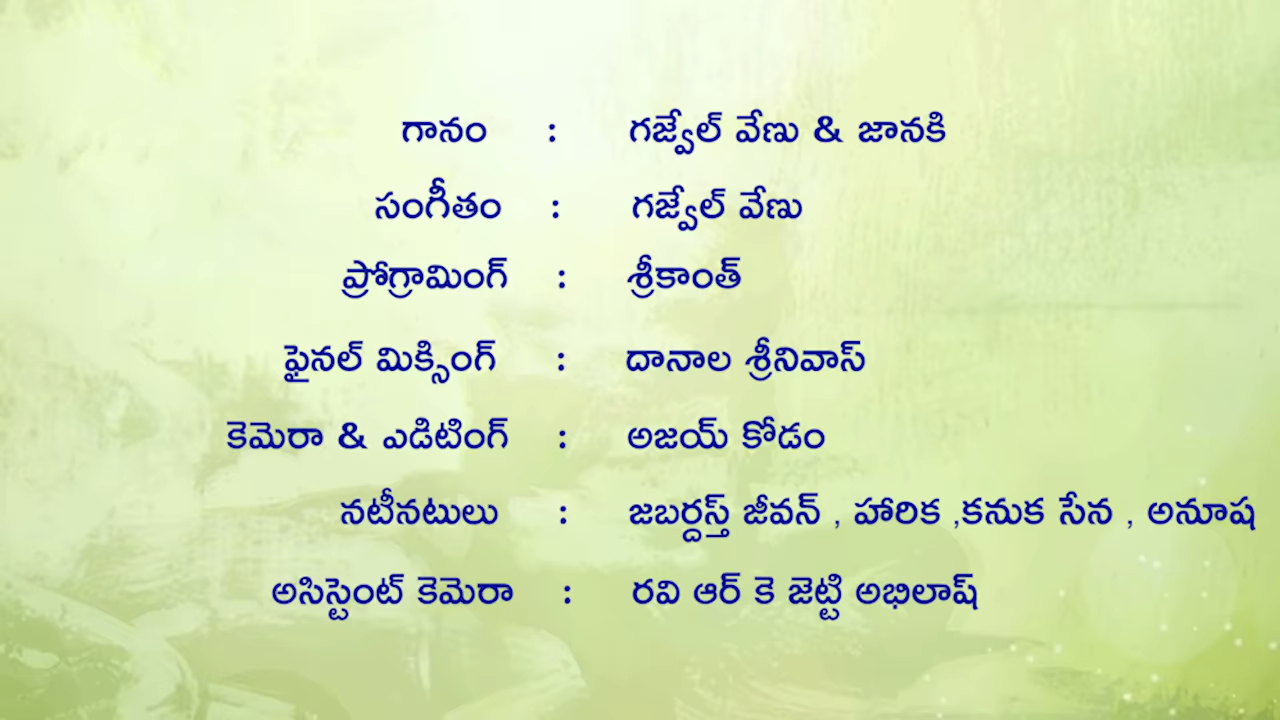 గానం : గజ్వేల్ వేణు & జానకి
సంగీతం : గజ్వేల్ వేణు
ప్రోగ్రామింగ్ : శ్రీకాంత్
ఫైనల్ మిక్సింగ్ : దానాల శ్రీనివాస్
కెమెరా & ఎడిటింగ్ : అజయ్ కోడం
నటీనటులు : జబర్దస్త్ జీవన్ , హారిక ,కనుక సేన , అనూష
అసిస్టెంట్ కెమెరా : రవి ఆర్ కె జెట్టి అభిలాష్